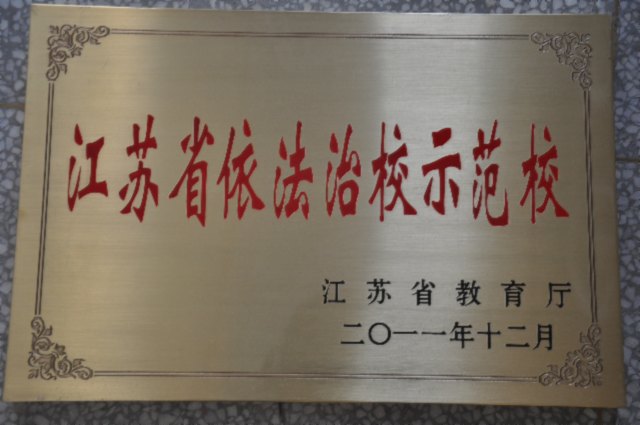 江苏省依法治校示范校
江苏省教育厅
二〇一一年十二月